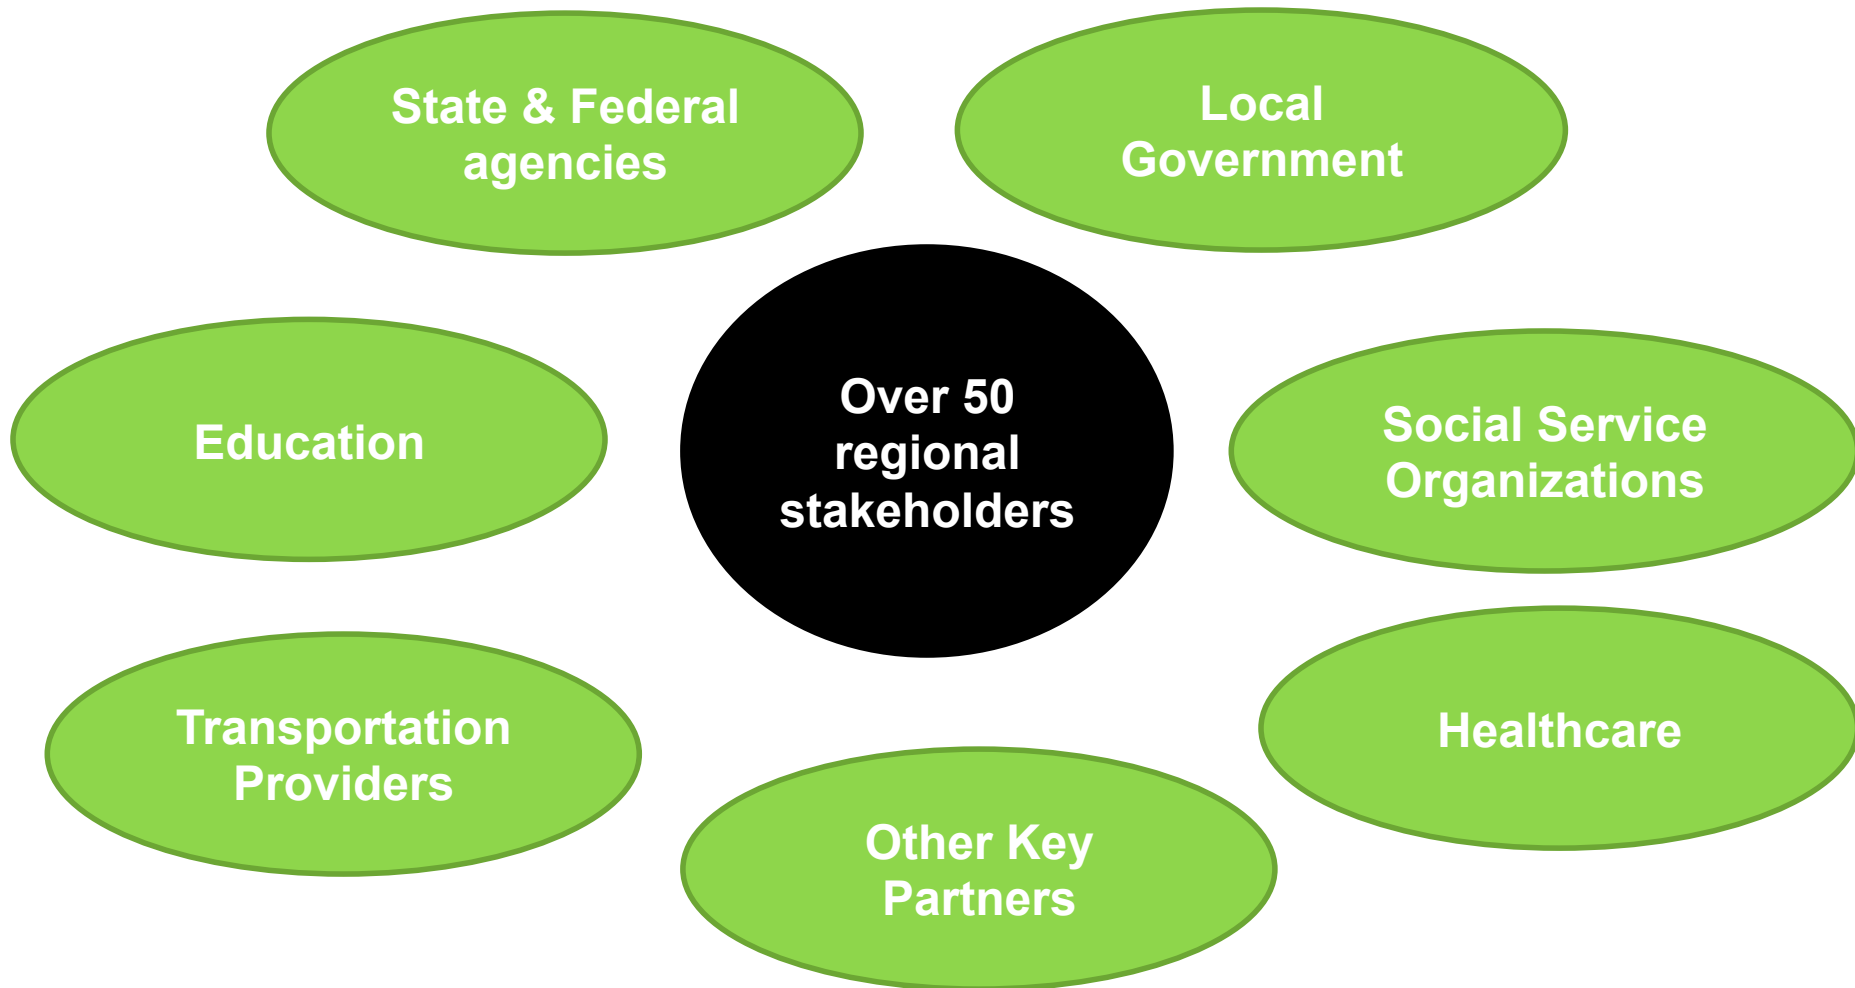 State & Federal
agencies
Local
Government
Education
Over 50
regional
stakeholders
Social Service
Organizations
Transportation
Providers
Healthcare
Other Key
Partners